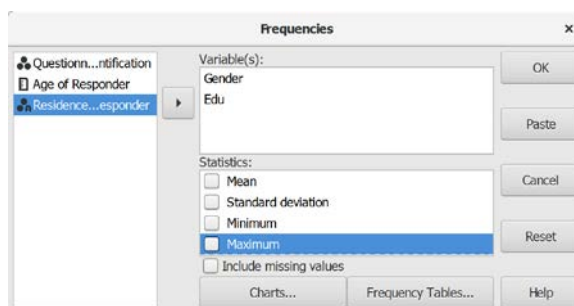 Frequencies
×
Questionn...ntification
Age of Responder
Residence...esponder
Variable(s):
Gender
Edu
Statistics:
Mean
Standard deviation
Minimum
Maximum
Include missing values
Charts...
Frequency Tables...
OK
Paste
Cancel
Reset
Help